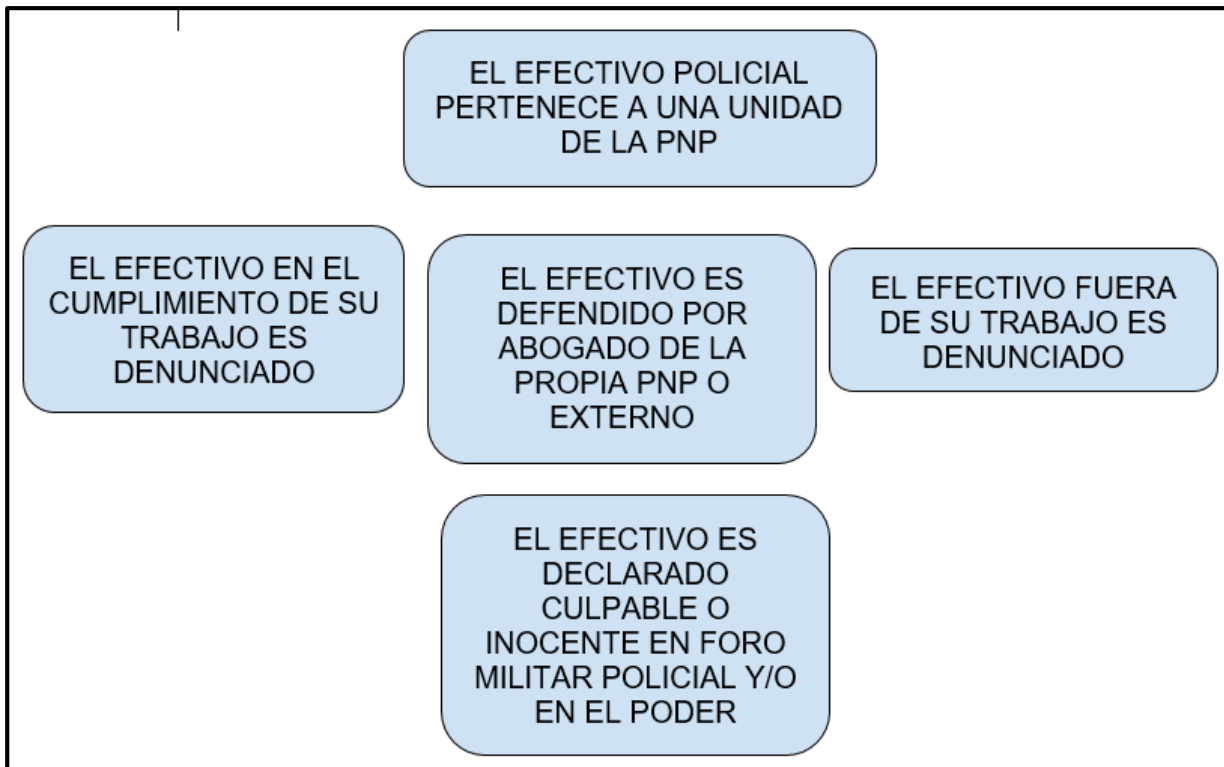 EL EFECTIVO POLICIAL
PERTENECE A UNA UNIDAD
DE LA PNP
EL EFECTIVO EN EL
CUMPLIMIENTO DE SU
TRABAJO ES
DENUNCIADO
EL EFECTIVO ES
DEFENDIDO POR
ABOGADO DE LA
PROPIA PNP O
EXTERNO
EL EFECTIVO FUERA
DE SU TRABAJO ES
DENUNCIADO
EL EFECTIVO ES
DECLARADO
CULPABLE O
INOCENTE EN FORO
MILITAR POLICIAL Y/O
EN EL PODER